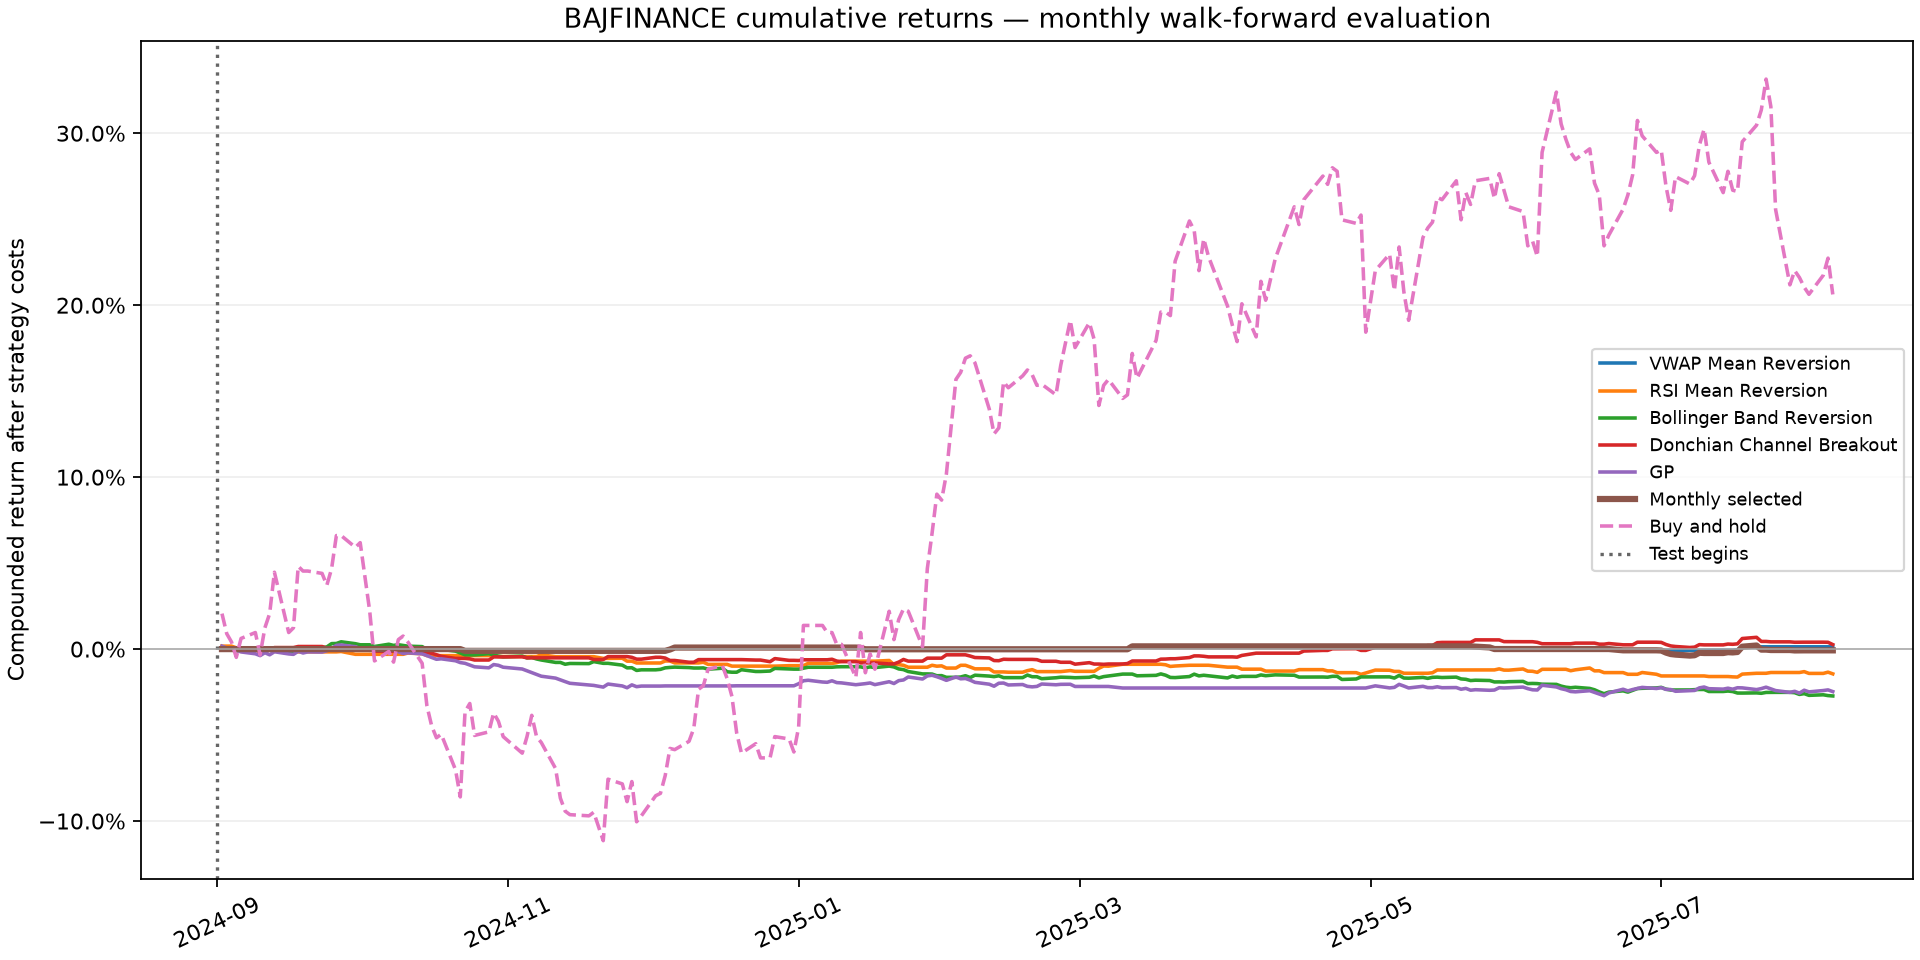 BAJFINANCE cumulative returns — monthly walk-forward evaluation
Compounded return after strategy costs
30.0%
20.0%
10.0%
0.0%
−10.0%
VWAP Mean Reversion
RSI Mean Reversion
Bollinger Band Reversion
Donchian Channel Breakout
GP
Monthly selected
Buy and hold
Test begins
2024-09
2024-11
2025-01
2025-03
2025-05
2025-07